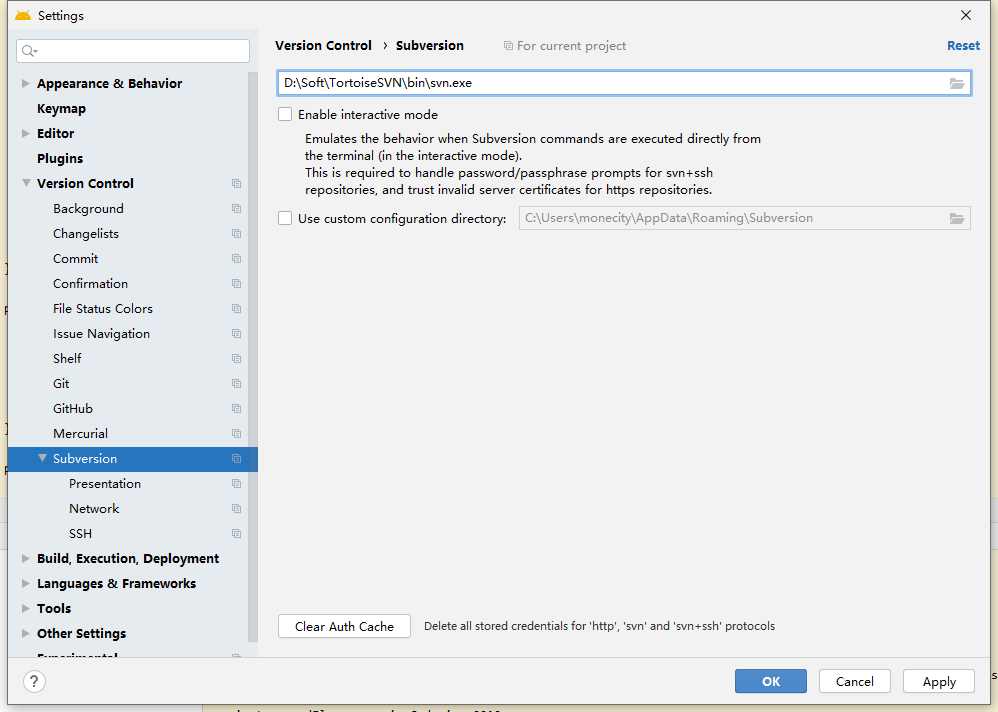 Settings
Version Control › Subversion For current project Reset
Appearance & Behavior
Keymap
Editor
Plugins
Version Control
Background
Changelists
Commit
Confirmation
File Status Colors
Issue Navigation
Shelf
Git
GitHub
Mercurial
Subversion
Presentation
Network
SSH
Build, Execution, Deployment
Languages & Frameworks
Tools
Other Settings
Experimental
D:\Soft\TortoiseSVN\bin\svn.exe
Enable interactive mode
Emulates the behavior when Subversion commands are executed directly from
the terminal (in the interactive mode).
This is required to handle password/passphrase prompts for svn+ssh
repositories, and trust invalid server certificates for https repositories.
Use custom configuration directory: C:\Users\monecity\AppData\Roaming\Subversion
Clear Auth Cache Delete all stored credentials for 'http', 'svn' and 'svn+ssh' protocols
? OK Cancel Apply